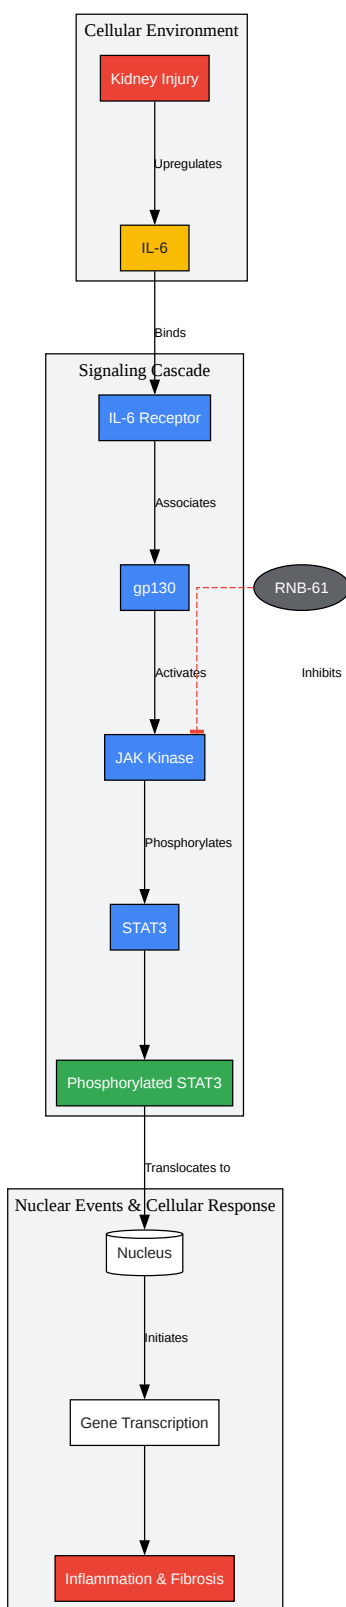 Cellular Environment
Kidney Injury
Upregulates
IL-6
Binds
Signaling Cascade
IL-6 Receptor
Associates
gp130
RNB-61
Activates
Inhibits
JAK Kinase
Phosphorylates
STAT3
Phosphorylated STAT3
Translocates to
Nuclear Events & Cellular Response
Nucleus
Initiates
Gene Transcription
Inflammation & Fibrosis